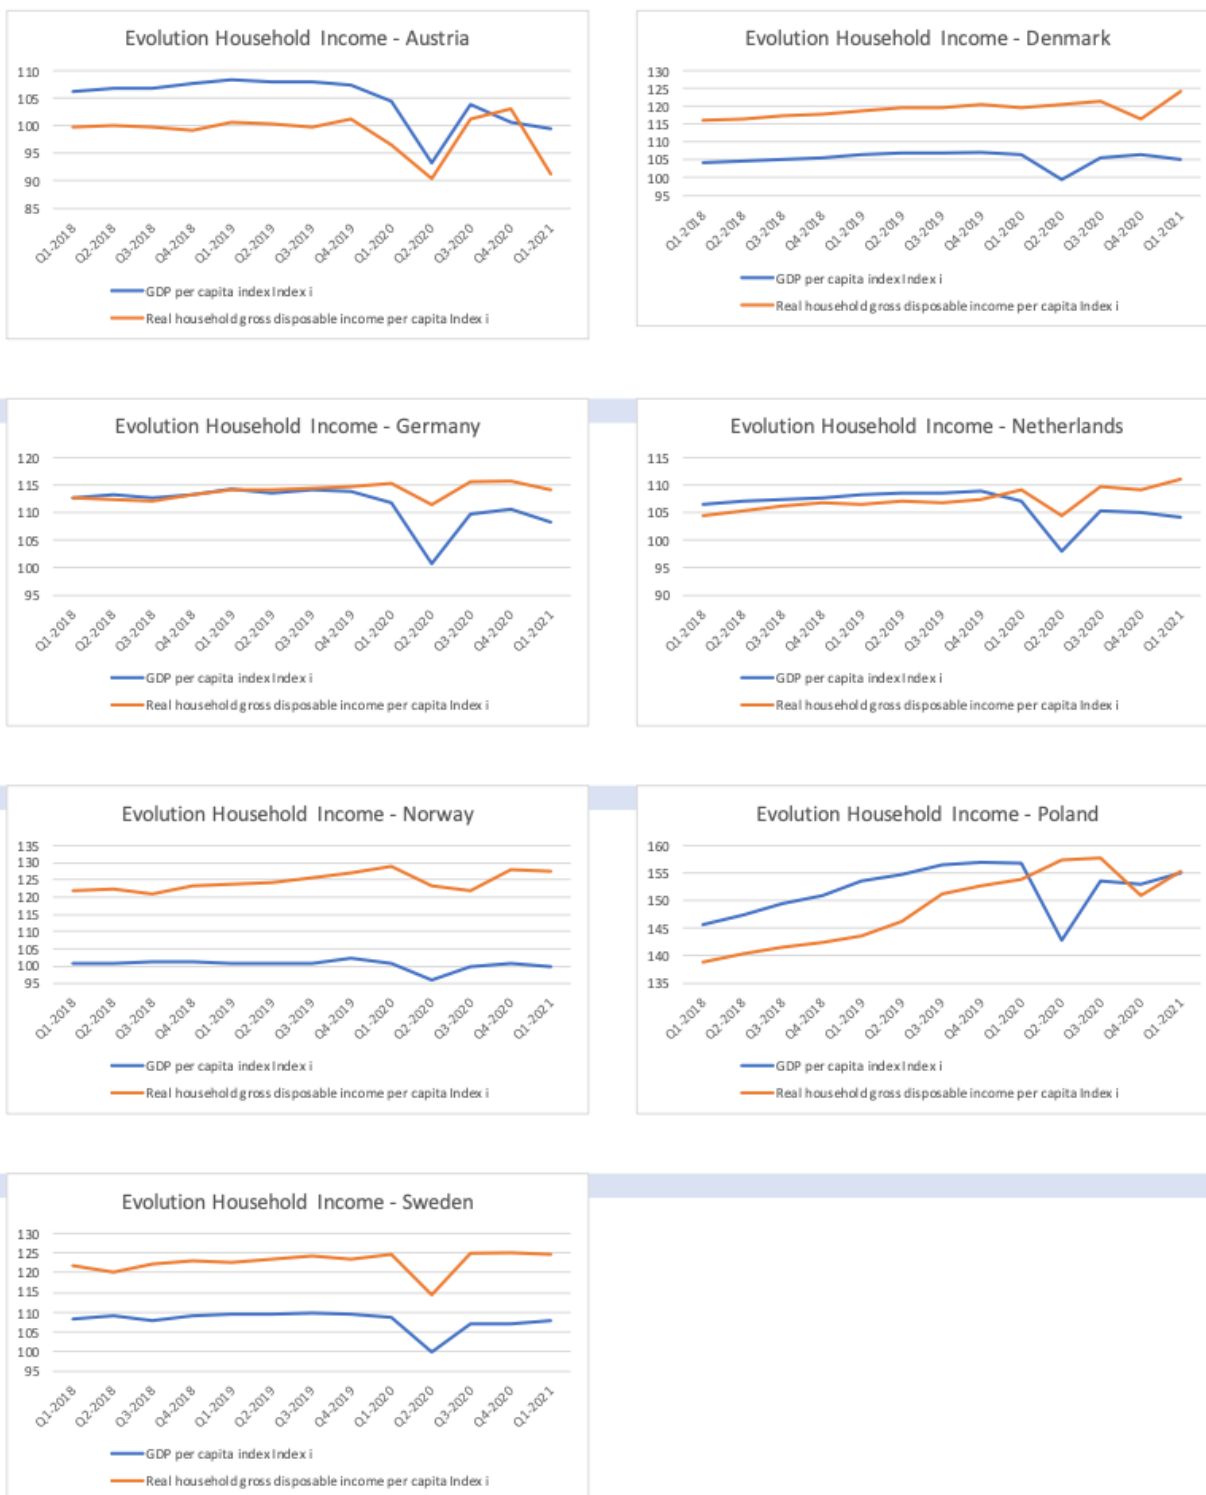 Evolution Household Income - Austria
110
105
100
95
90
85
Q1-2018
Q2-2018
Q3-2018
Q4-2018
Q1-2019
Q2-2019
Q3-2019
Q4-2019
Q1-2020
Q2-2020
Q3-2020
Q4-2020
Q1-2021
GDP per capita index Index i
Real household gross disposable income per capita Index i
Evolution Household Income - Denmark
130
125
120
115
110
105
100
95
Q1-2018
Q2-2018
Q3-2018
Q4-2018
Q1-2019
Q2-2019
Q3-2019
Q4-2019
Q1-2020
Q2-2020
Q3-2020
Q4-2020
Q1-2021
GDP per capita index Index i
Real household gross disposable income per capita Index i
Evolution Household Income - Germany
120
115
110
105
100
95
Q1-2018
Q2-2018
Q3-2018
Q4-2018
Q1-2019
Q2-2019
Q3-2019
Q4-2019
Q1-2020
Q2-2020
Q3-2020
Q4-2020
Q1-2021
GDP per capita index Index i
Real household gross disposable income per capita Index i
Evolution Household Income - Netherlands
115
110
105
100
95
90
Q1-2018
Q2-2018
Q3-2018
Q4-2018
Q1-2019
Q2-2019
Q3-2019
Q4-2019
Q1-2020
Q2-2020
Q3-2020
Q4-2020
Q1-2021
GDP per capita index Index i
Real household gross disposable income per capita Index i
Evolution Household Income - Norway
135
130
125
120
115
110
105
100
95
Q1-2018
Q2-2018
Q3-2018
Q4-2018
Q1-2019
Q2-2019
Q3-2019
Q4-2019
Q1-2020
Q2-2020
Q3-2020
Q4-2020
Q1-2021
GDP per capita index Index i
Real household gross disposable income per capita Index i
Evolution Household Income - Poland
160
155
150
145
140
135
Q1-2018
Q2-2018
Q3-2018
Q4-2018
Q1-2019
Q2-2019
Q3-2019
Q4-2019
Q1-2020
Q2-2020
Q3-2020
Q4-2020
Q1-2021
GDP per capita index Index i
Real household gross disposable income per capita Index i
Evolution Household Income - Sweden
130
125
120
115
110
105
100
95
Q1-2018
Q2-2018
Q3-2018
Q4-2018
Q1-2019
Q2-2019
Q3-2019
Q4-2019
Q1-2020
Q2-2020
Q3-2020
Q4-2020
Q1-2021
GDP per capita index Index i
Real household gross disposable income per capita Index i